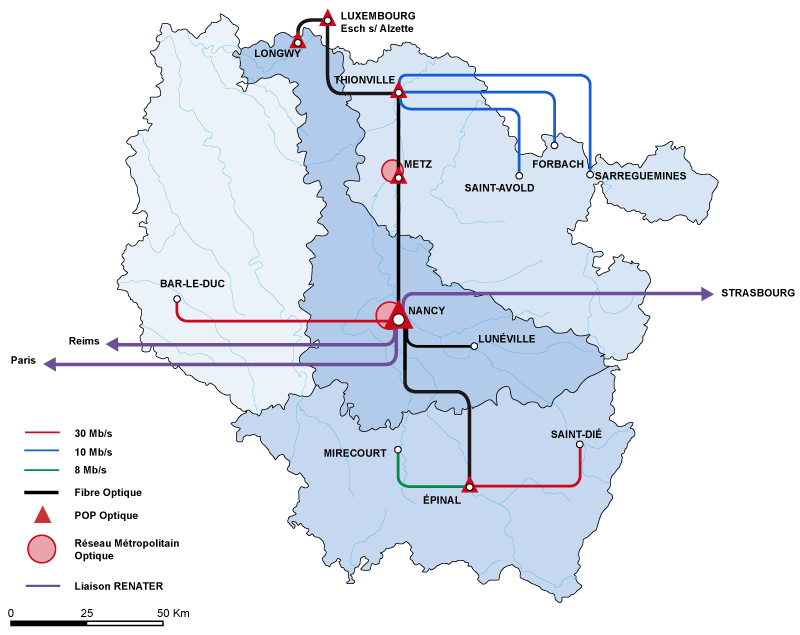 LUXEMBOURG
Esch s/ Alzette
LONGWY
THIONVILLE
METZ
FORBACH
SARREGUEMINES
SAINT-AVOLD
BAR-LE-DUC
STRASBOURG
NANCY
LUNÉVILLE
Reims
Paris
30 Mb/s
10 Mb/s
8 Mb/s
Fibre Optique
POP Optique
Réseau Métropolitain
Optique
Liaison RENATER
SAINT-DIÉ
MIRECOURT
ÉPINAL
0 25 50 Km